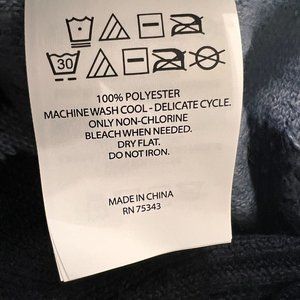 30
100% POLYESTER
MACHINE WASH COOL - DELICATE CYCLE.
ONLY NON-CHLORINE
BLEACH WHEN NEEDED.
DRY FLAT.
DO NOT IRON.
MADE IN CHINA
RN 75343